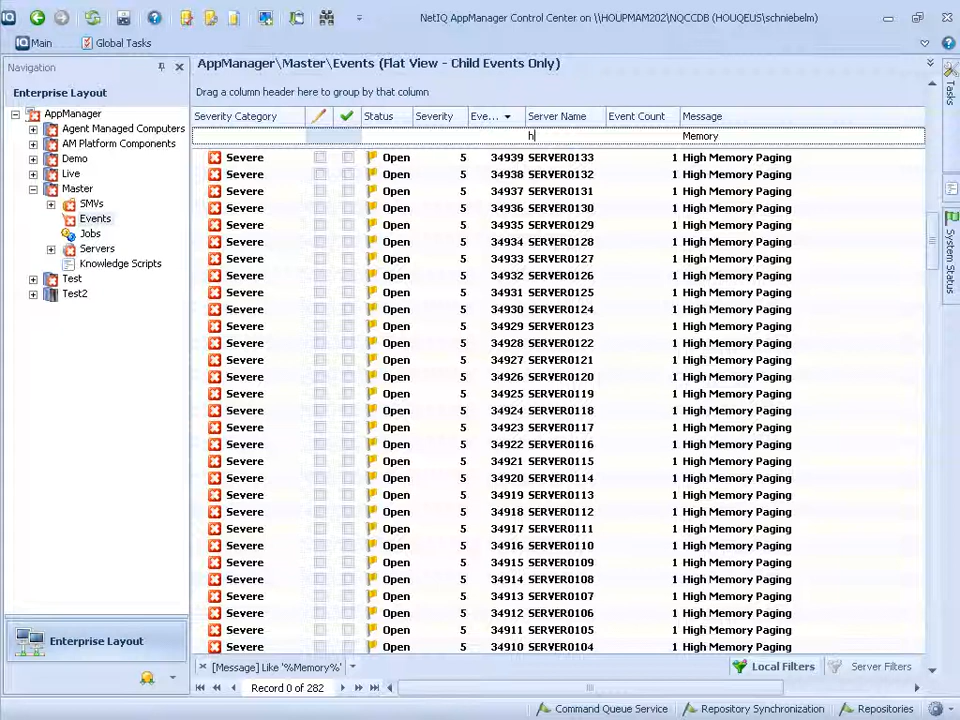 NetIQ AppManager Control Center on \\HOUPMAM202\NQCCDB (HOUQEUS\schniebelm)
Main Global Tasks
Navigation
Enterprise Layout
AppManager
Agent Managed Computers
AM Platform Components
Demo
Live
Master
SMVs
Events
Jobs
Servers
Knowledge Scripts
Test
Test2
Enterprise Layout
AppManager\Master\Events (Flat View - Child Events Only)
Drag a column header here to group by that column
Severity Category Status Severity Eve... Server Name Event Count Message
h Memory
Severe Open 5 34939 SERVER0133 1 High Memory Paging
Severe Open 5 34938 SERVER0132 1 High Memory Paging
Severe Open 5 34937 SERVER0131 1 High Memory Paging
Severe Open 5 34936 SERVER0130 1 High Memory Paging
Severe Open 5 34935 SERVER0129 1 High Memory Paging
Severe Open 5 34934 SERVER0128 1 High Memory Paging
Severe Open 5 34933 SERVER0127 1 High Memory Paging
Severe Open 5 34932 SERVER0126 1 High Memory Paging
Severe Open 5 34931 SERVER0125 1 High Memory Paging
Severe Open 5 34930 SERVER0124 1 High Memory Paging
Severe Open 5 34929 SERVER0123 1 High Memory Paging
Severe Open 5 34928 SERVER0122 1 High Memory Paging
Severe Open 5 34927 SERVER0121 1 High Memory Paging
Severe Open 5 34926 SERVER0120 1 High Memory Paging
Severe Open 5 34925 SERVER0119 1 High Memory Paging
Severe Open 5 34924 SERVER0118 1 High Memory Paging
Severe Open 5 34923 SERVER0117 1 High Memory Paging
Severe Open 5 34922 SERVER0116 1 High Memory Paging
Severe Open 5 34921 SERVER0115 1 High Memory Paging
Severe Open 5 34920 SERVER0114 1 High Memory Paging
Severe Open 5 34919 SERVER0113 1 High Memory Paging
Severe Open 5 34918 SERVER0112 1 High Memory Paging
Severe Open 5 34917 SERVER0111 1 High Memory Paging
Severe Open 5 34916 SERVER0110 1 High Memory Paging
Severe Open 5 34915 SERVER0109 1 High Memory Paging
Severe Open 5 34914 SERVER0108 1 High Memory Paging
Severe Open 5 34913 SERVER0107 1 High Memory Paging
Severe Open 5 34912 SERVER0106 1 High Memory Paging
Severe Open 5 34911 SERVER0105 1 High Memory Paging
Severe Open 5 34910 SERVER0104 1 High Memory Paging
[Message] Like '%Memory%' Local Filters Server Filters
Record 0 of 282
Tasks
System Status
Command Queue Service Repository Synchronization Repositories